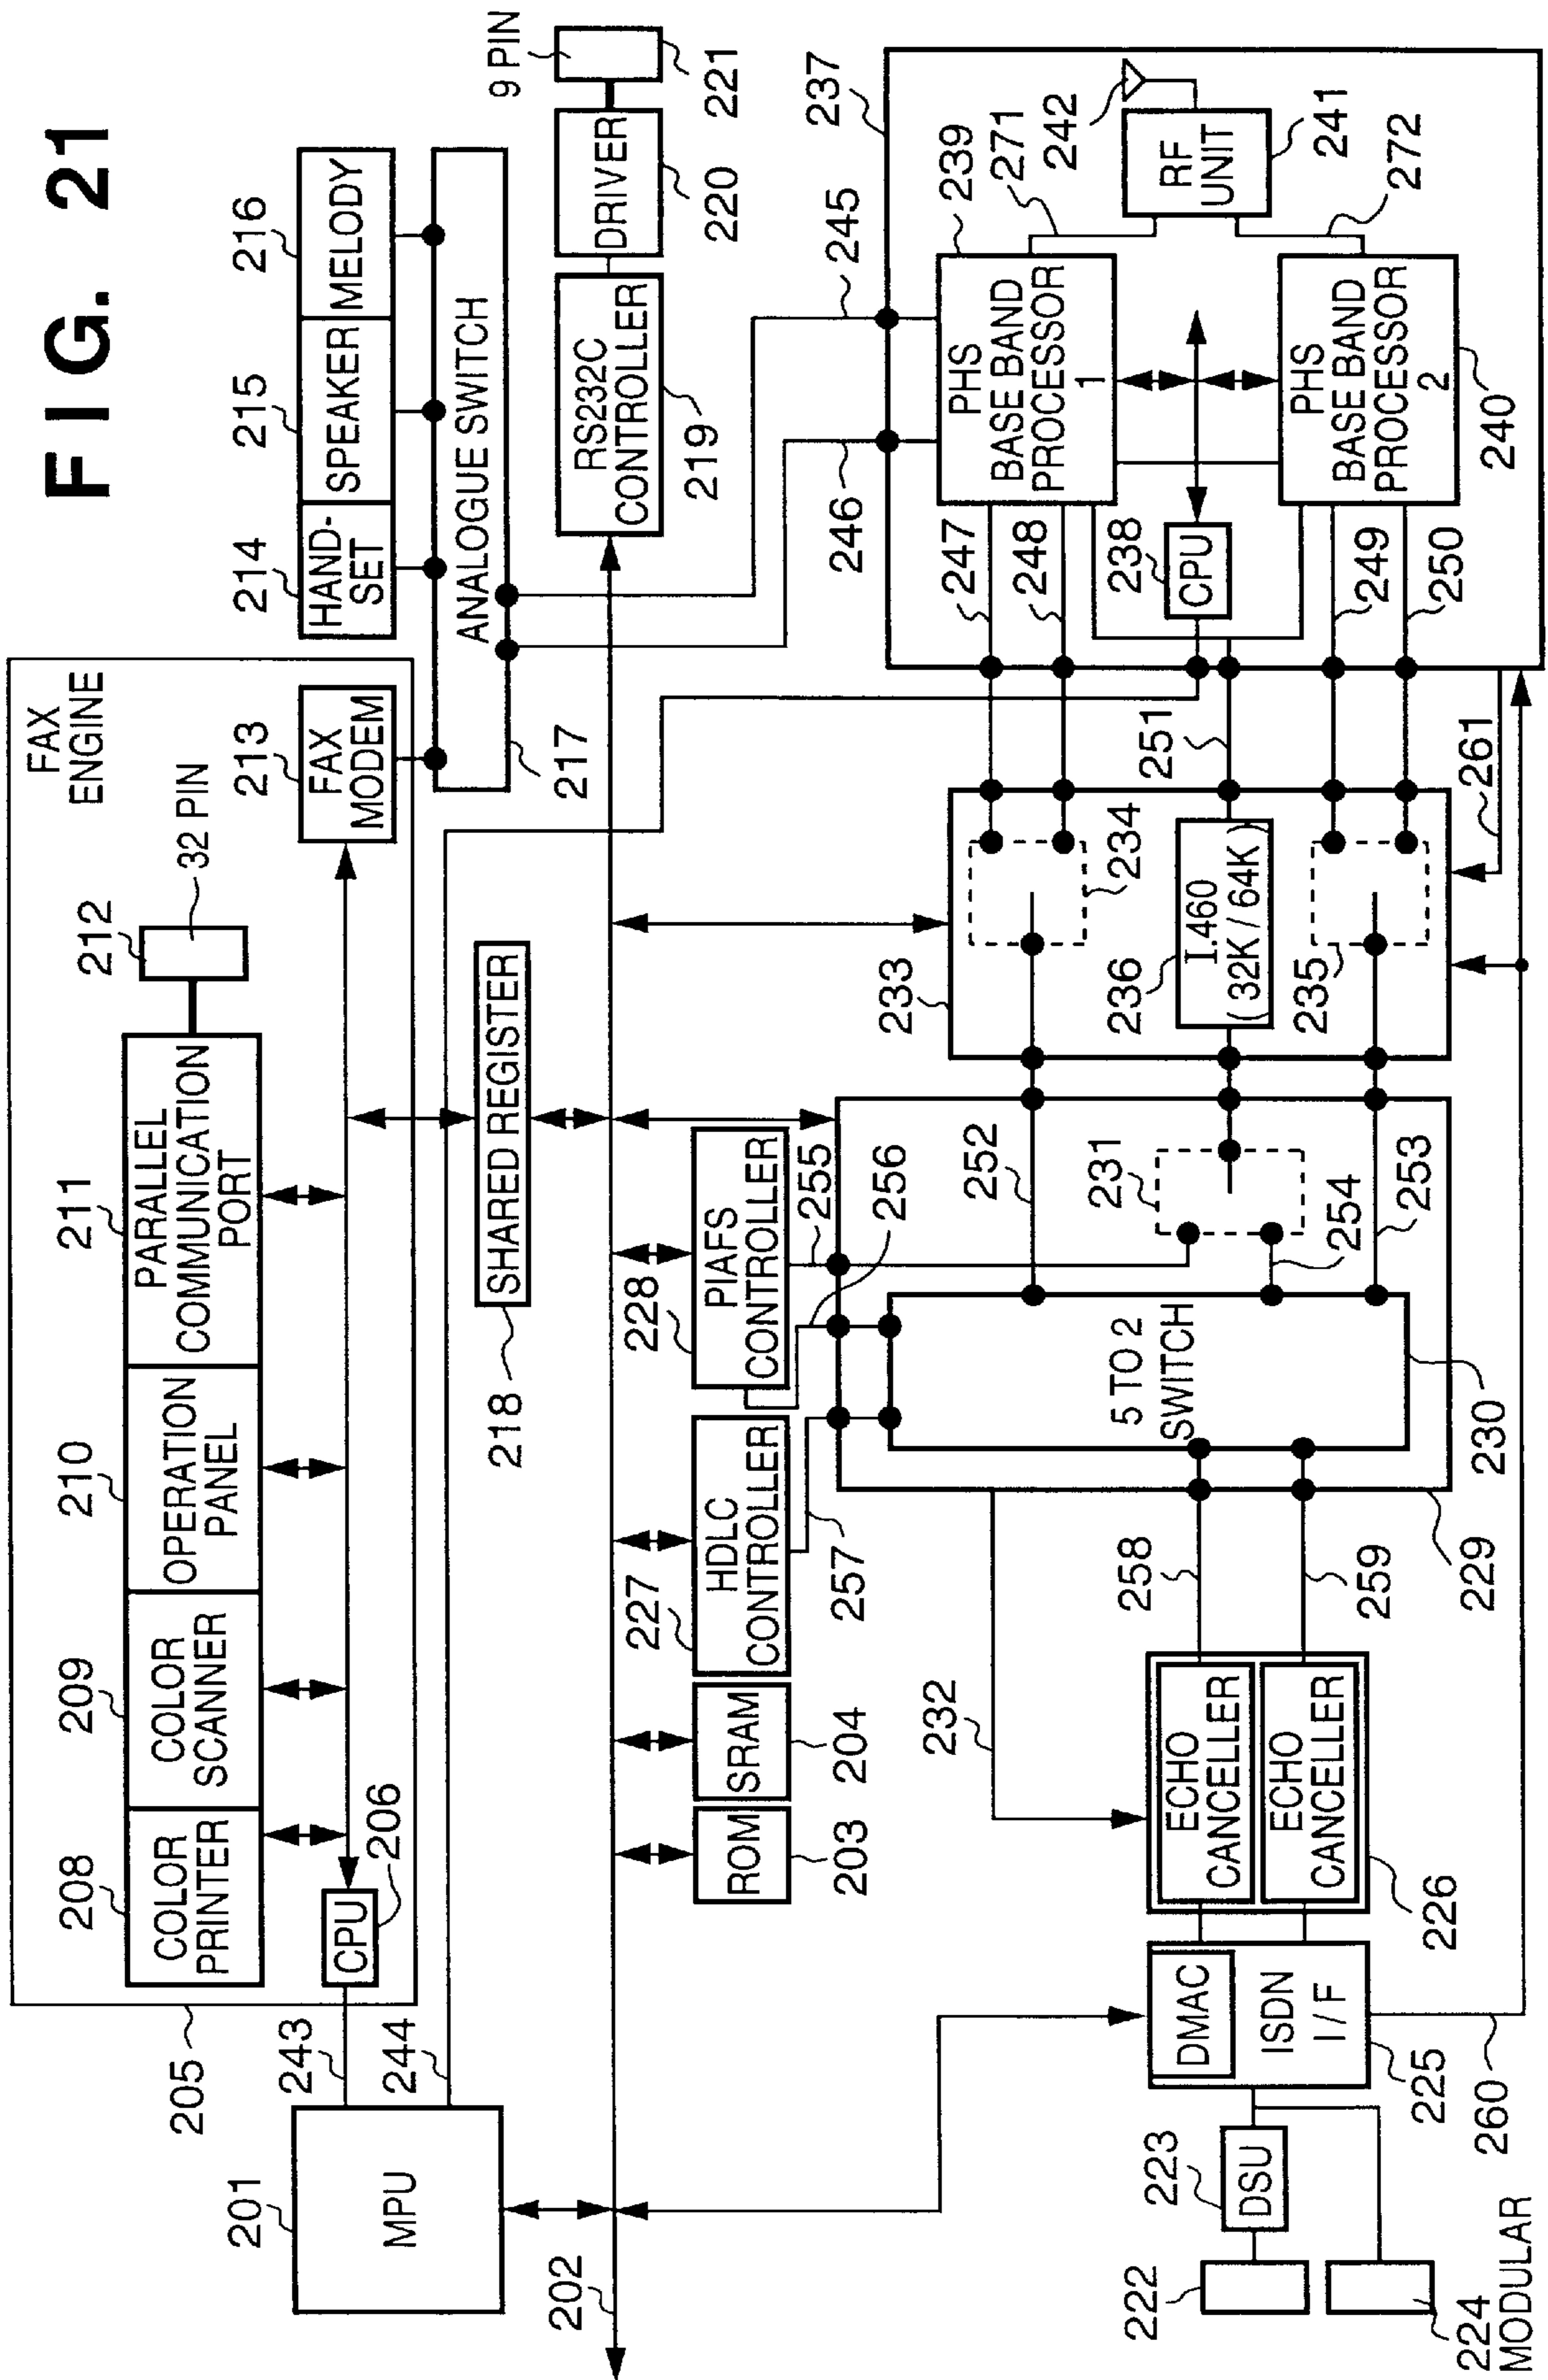 FIG. 21
FAX
ENGINE
205
208
COLOR
PRINTER
209
COLOR
SCANNER
210
OPERATION
PANEL
211
PARALLEL
COMMUNICATION
PORT
212
32 PIN
CPU
206
213
FAX
MODEM
214
HAND-
SET
215
SPEAKER
216
MELODY
ANALOGUE SWITCH
217
201
MPU
243
244
202
218
SHARED REGISTER
RS232C
CONTROLLER
219
DRIVER
220
9 PIN
221
ROM
203
SRAM
204
227
HDLC
CONTROLLER
257
228
PIAFS
CONTROLLER
255
256
222
223
DSU
224
MODULAR
DMAC
ISDN
I/F
225
260
232
ECHO
CANCELLER
ECHO
CANCELLER
226
258
259
229
5 TO 2
SWITCH
230
252
231
254
253
233
234
236
I.460
(32K/64K)
235
251
261
246
245
237
247
248
238
CPU
249
250
239
PHS
BASE BAND
PROCESSOR
1
PHS
BASE BAND
PROCESSOR
2
240
271
242
RF
UNIT
241
272